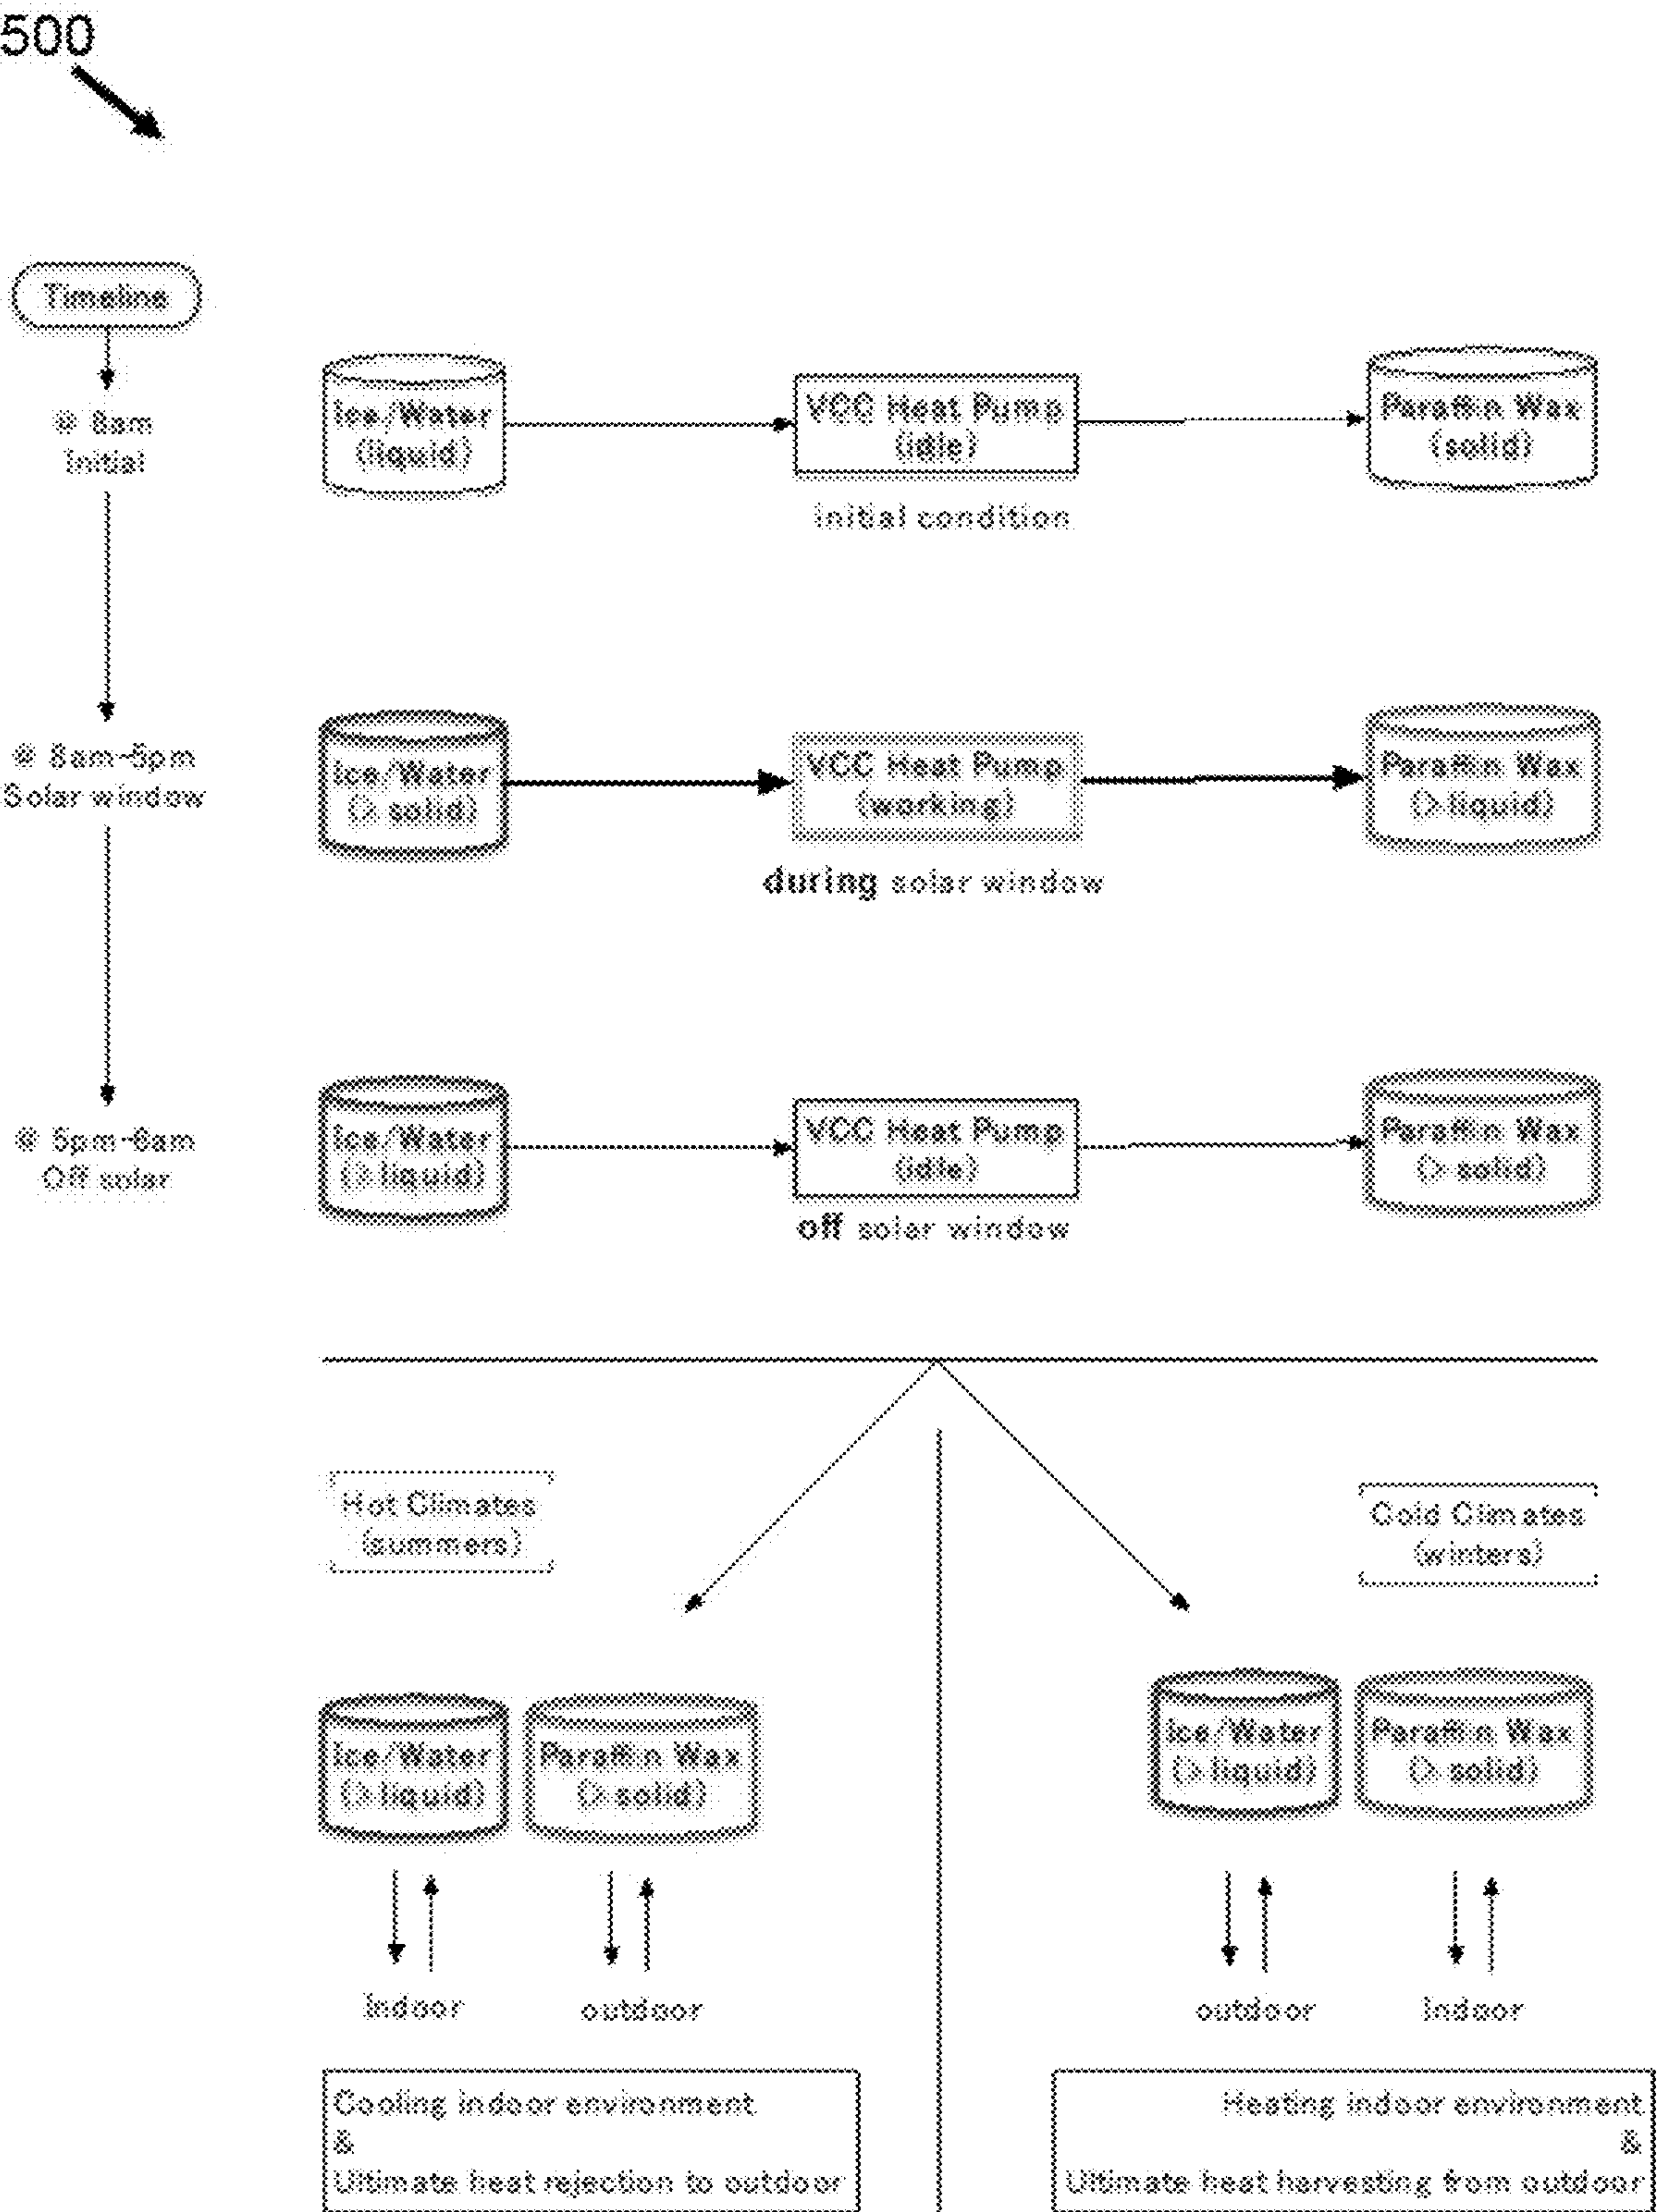 500
Timeline
@ 8am
Initial
Ice/Water
(liquid)
VCC Heat Pump
(idle)
Paraffin Wax
(solid)
initial condition
@ 8am-5pm
Solar window
Ice/Water
(> solid)
VCC Heat Pump
(working)
Paraffin Wax
(> liquid)
during solar window
@ 5pm-8am
Off solar
Ice/Water
(> liquid)
VCC Heat Pump
(idle)
Paraffin Wax
(> solid)
off solar window
Hot Climates
(summers)
Cold Climates
(winters)
Ice/Water
(> liquid)
Paraffin Wax
(> solid)
Ice/Water
(> liquid)
Paraffin Wax
(> solid)
Indoor
outdoor
outdoor
Indoor
Cooling indoor environment
&
Ultimate heat rejection to outdoor
Heating indoor environment
&
Ultimate heat harvesting from outdoor